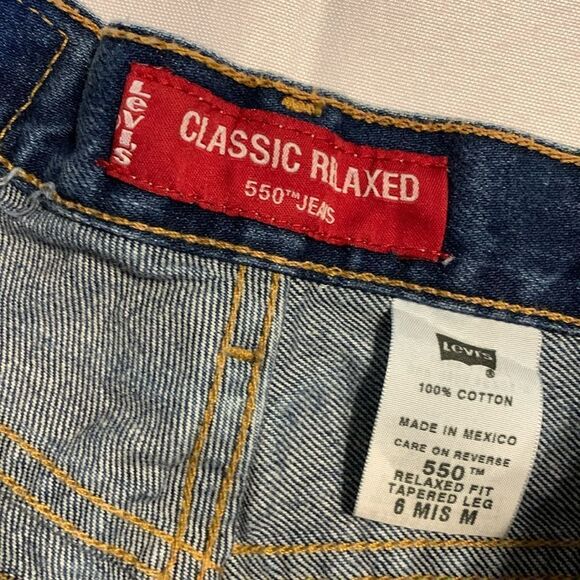 Levi's
CLASSIC RELAXED
550™ JEANS
Levi's
®
100% COTTON
MADE IN MEXICO
CARE ON REVERSE
550™
RELAXED FIT
TAPERED LEG
6 MIS M